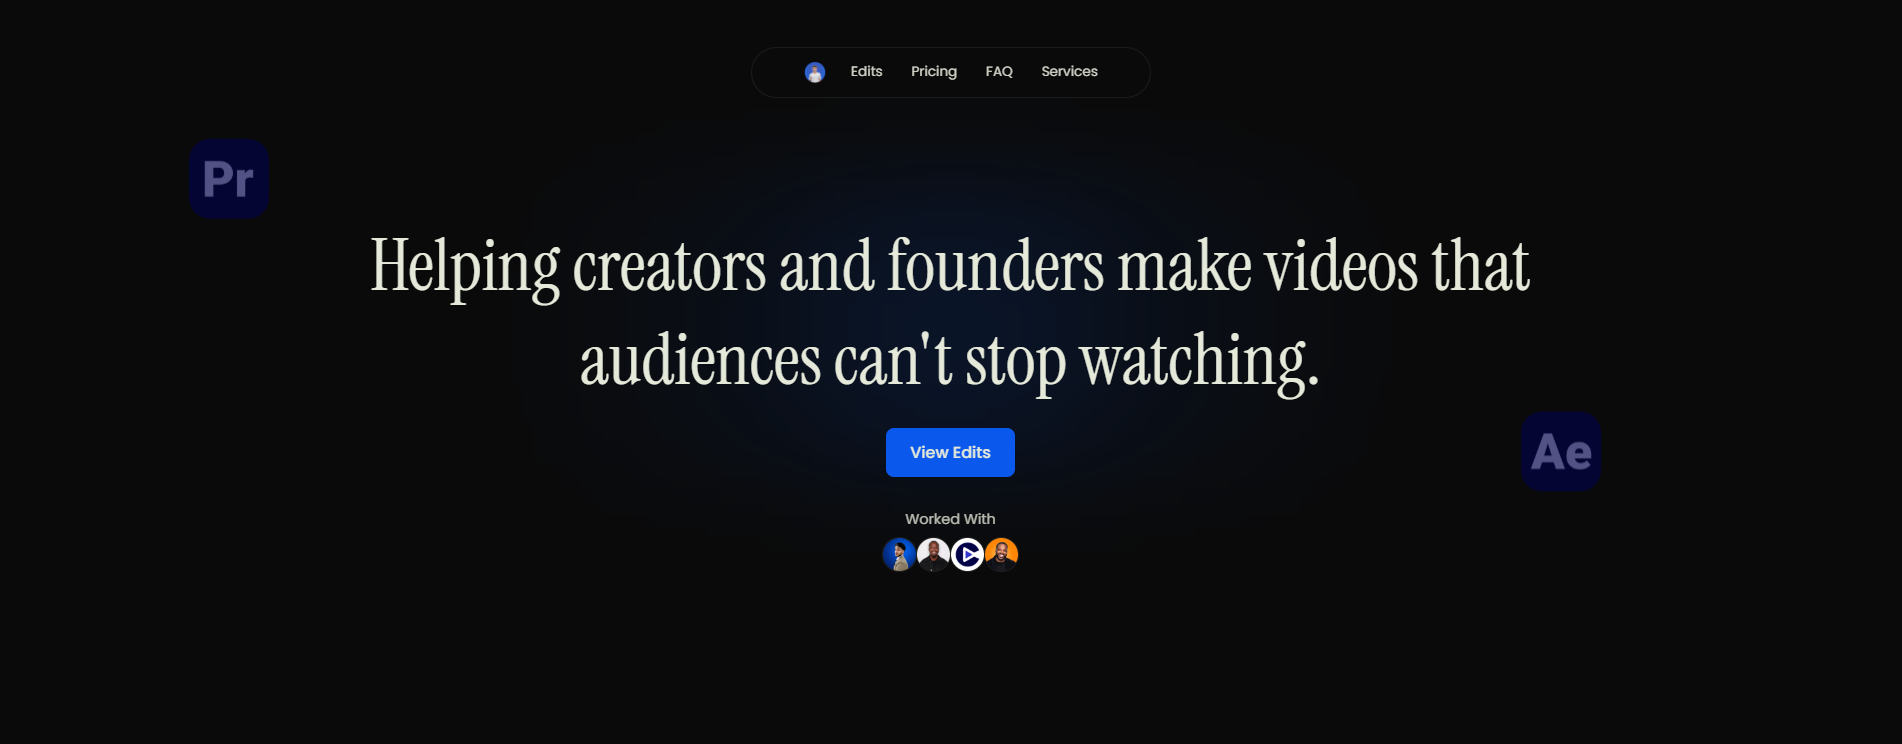 Edits Pricing FAQ Services
Pr
Helping creators and founders make videos that
audiences can't stop watching.
View Edits
Ae
Worked With